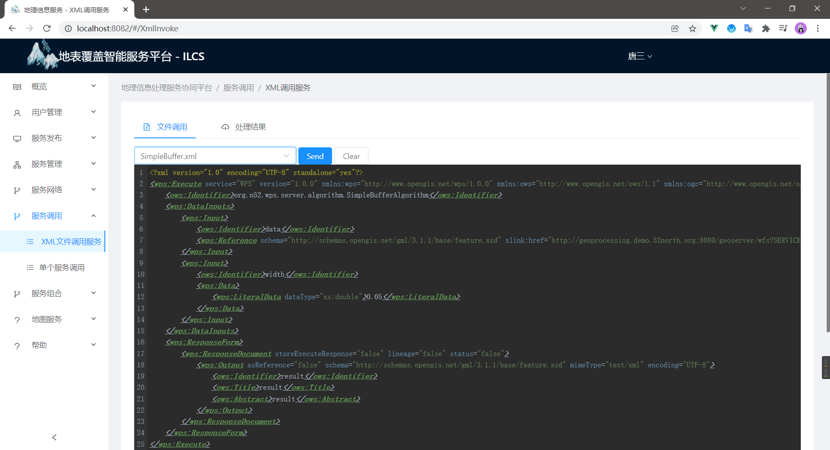 地理信息服务 - XML调用服务
localhost:8082/#/XmlInvoke
地表覆盖智能服务平台 - ILCS
唐三
概览
用户管理
服务发布
服务管理
服务网络
服务调用
XML文件调用服务
单个服务调用
服务组合
地图服务
帮助
地理信息处理服务协同平台 / 服务调用 / XML调用服务
文件调用
处理结果
SimpleBuffer.xml
Send
Clear
1 <?xml version="1.0" encoding="UTF-8" standalone="yes"?>
2 <wps:Execute service="WPS" version="1.0.0" xmlns:wps="http://www.opengis.net/wps/1.0.0" xmlns:ows="http://www.opengis.net/ows/1.1" xmlns:ogc="http://www.opengis.net/o
3 <ows:Identifier>org.n52.wps.server.algorithm.SimpleBufferAlgorithm</ows:Identifier>
4 <wps:DataInputs>
5 <wps:Input>
6 <ows:Identifier>data</ows:Identifier>
7 <wps:Reference schema="http://schemas.opengis.net/gml/3.1.1/base/feature.xsd" xlink:href="http://geoprocessing.demo.52north.org:8080/geoserver/wfs?SERVICE
8 </wps:Input>
9 <wps:Input>
10 <ows:Identifier>width</ows:Identifier>
11 <wps:Data>
12 <wps:LiteralData dataType="xs:double">0.05</wps:LiteralData>
13 </wps:Data>
14 </wps:Input>
15 </wps:DataInputs>
16 <wps:ResponseForm>
17 <wps:ResponseDocument storeExecuteResponse="false" lineage="false" status="false">
18 <wps:Output asReference="false" schema="http://schemas.opengis.net/gml/3.1.1/base/feature.xsd" mimeType="text/xml" encoding="UTF-8">
19 <ows:Identifier>result</ows:Identifier>
20 <ows:Title>result</ows:Title>
21 <ows:Abstract>result</ows:Abstract>
22 </wps:Output>
23 </wps:ResponseDocument>
24 </wps:ResponseForm>
25 </wps:Execute>